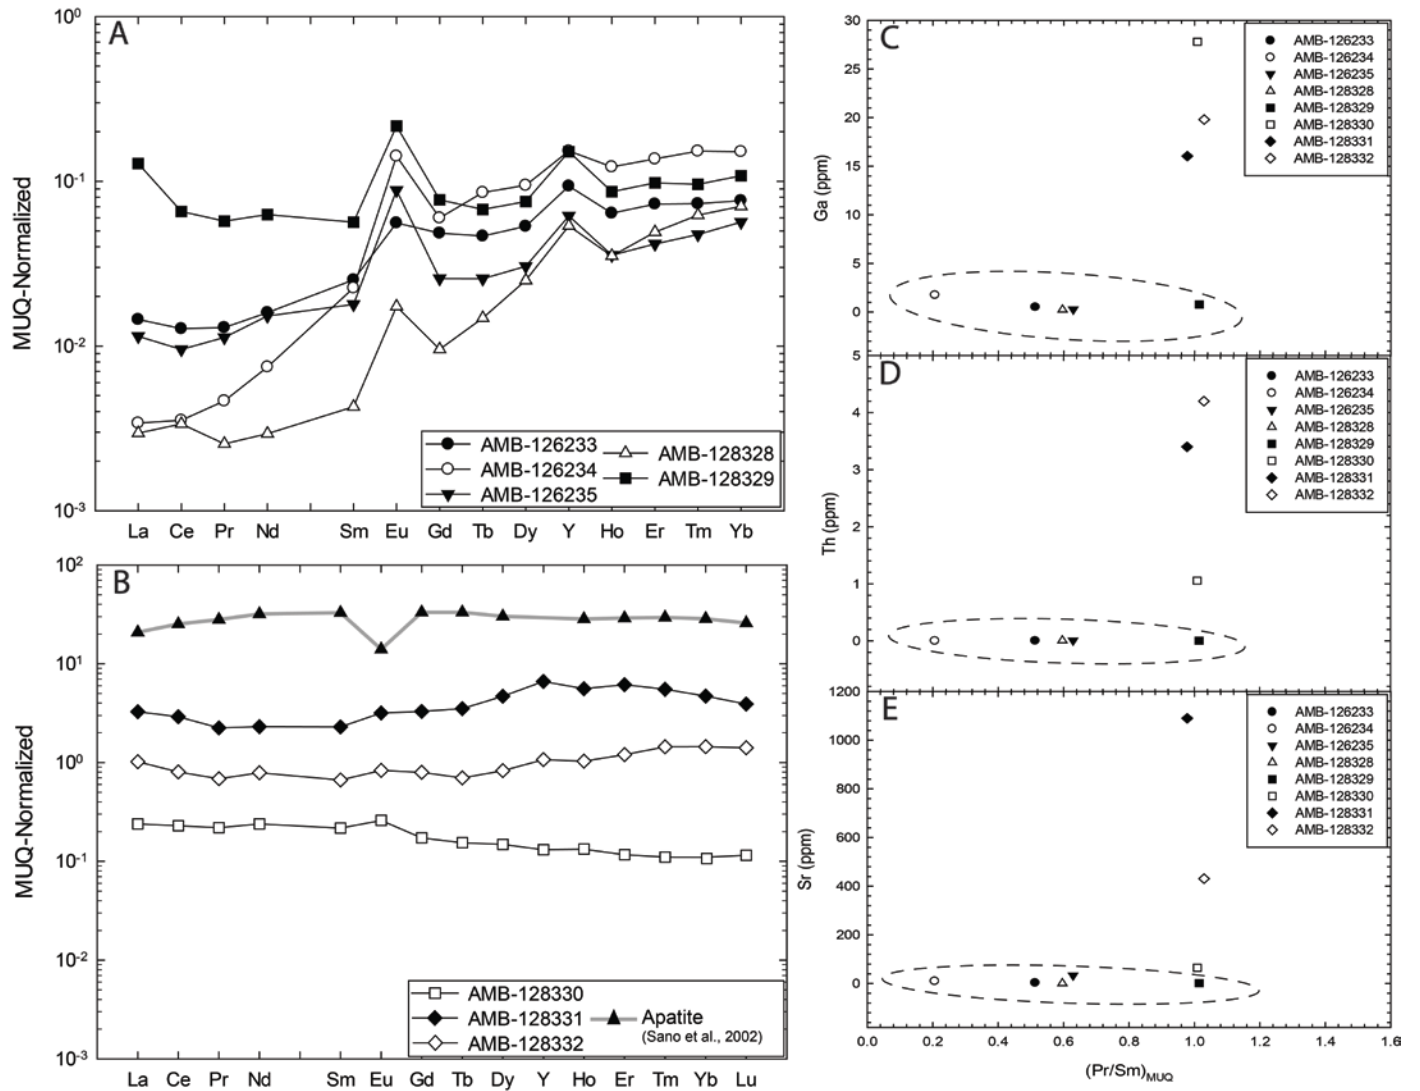 A
10⁰
10⁻¹
10⁻²
10⁻³
MUQ-Normalized
AMB-126233
AMB-126234
AMB-126235
AMB-128328
AMB-128329
La Ce Pr Nd Sm Eu Gd Tb Dy Y Ho Er Tm Yb
B
10²
10¹
10⁰
10⁻¹
10⁻²
10⁻³
MUQ-Normalized
AMB-128330
AMB-128331
AMB-128332
Apatite
(Sano et al., 2002)
La Ce Pr Nd Sm Eu Gd Tb Dy Y Ho Er Tm Yb Lu
C
30
25
20
15
10
5
0
5
Ga (ppm)
AMB-126233
AMB-126234
AMB-126235
AMB-128328
AMB-128329
AMB-128330
AMB-128331
AMB-128332
D
4
3
2
1
0
Th (ppm)
AMB-126233
AMB-126234
AMB-126235
AMB-128328
AMB-128329
AMB-128330
AMB-128331
AMB-128332
E
1200
1000
800
600
400
200
0
Sr (ppm)
AMB-126233
AMB-126234
AMB-126235
AMB-128328
AMB-128329
AMB-128330
AMB-128331
AMB-128332
0.0 0.2 0.4 0.6 0.8 1.0 1.2 1.4 1.6
(Pr/Sm)MUQ